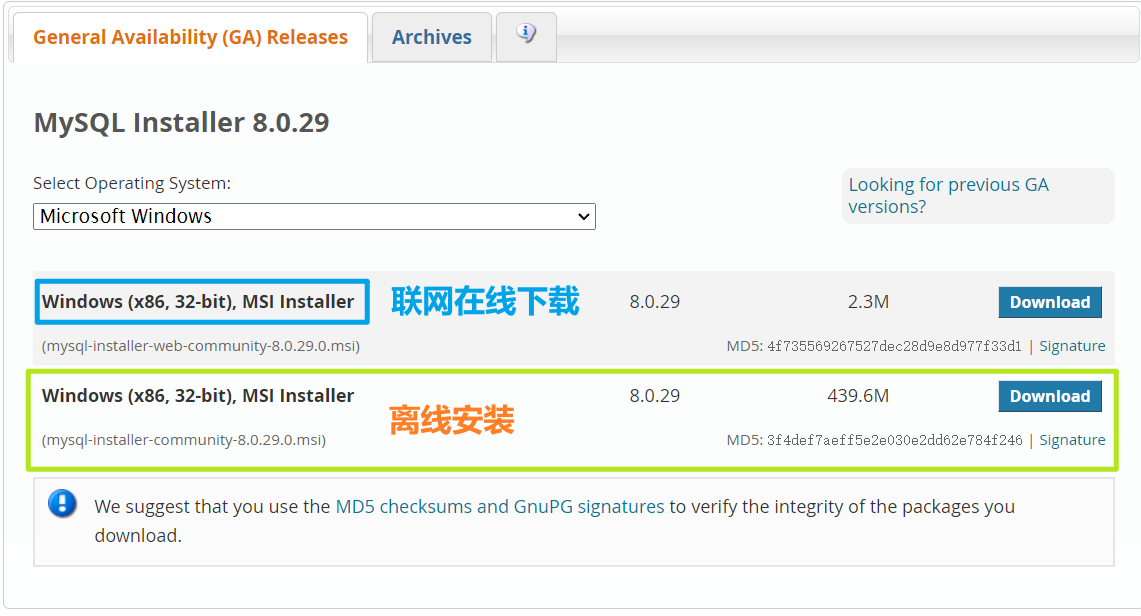 General Availability (GA) Releases
Archives
MySQL Installer 8.0.29
Select Operating System:
Looking for previous GA
versions?
Microsoft Windows
Windows (x86, 32-bit), MSI Installer 联网在线下载 8.0.29 2.3M Download
(mysql-installer-web-community-8.0.29.0.msi) MD5: 4f735569267527dec28d9e8d977f33d1 | Signature
Windows (x86, 32-bit), MSI Installer 离线安装 8.0.29 439.6M Download
(mysql-installer-community-8.0.29.0.msi) MD5: 3f4def7aeff5e2e030e2dd62e784f246 | Signature
We suggest that you use the MD5 checksums and GnuPG signatures to verify the integrity of the packages you
download.